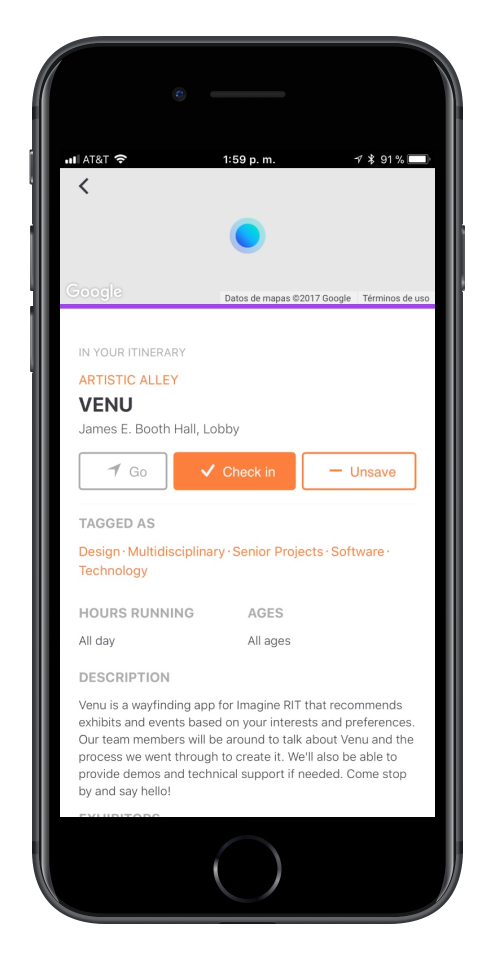 AT&T 1:59 p. m. 91 %
Google Datos de mapas ©2017 Google Términos de uso
IN YOUR ITINERARY
ARTISTIC ALLEY
VENU
James E. Booth Hall, Lobby
Go Check in Unsave
TAGGED AS
Design · Multidisciplinary · Senior Projects · Software ·
Technology
HOURS RUNNING AGES
All day All ages
DESCRIPTION
Venu is a wayfinding app for Imagine RIT that recommends
exhibits and events based on your interests and preferences.
Our team members will be around to talk about Venu and the
process we went through to create it. We'll also be able to
provide demos and technical support if needed. Come stop
by and say hello!
EXHIBITORS